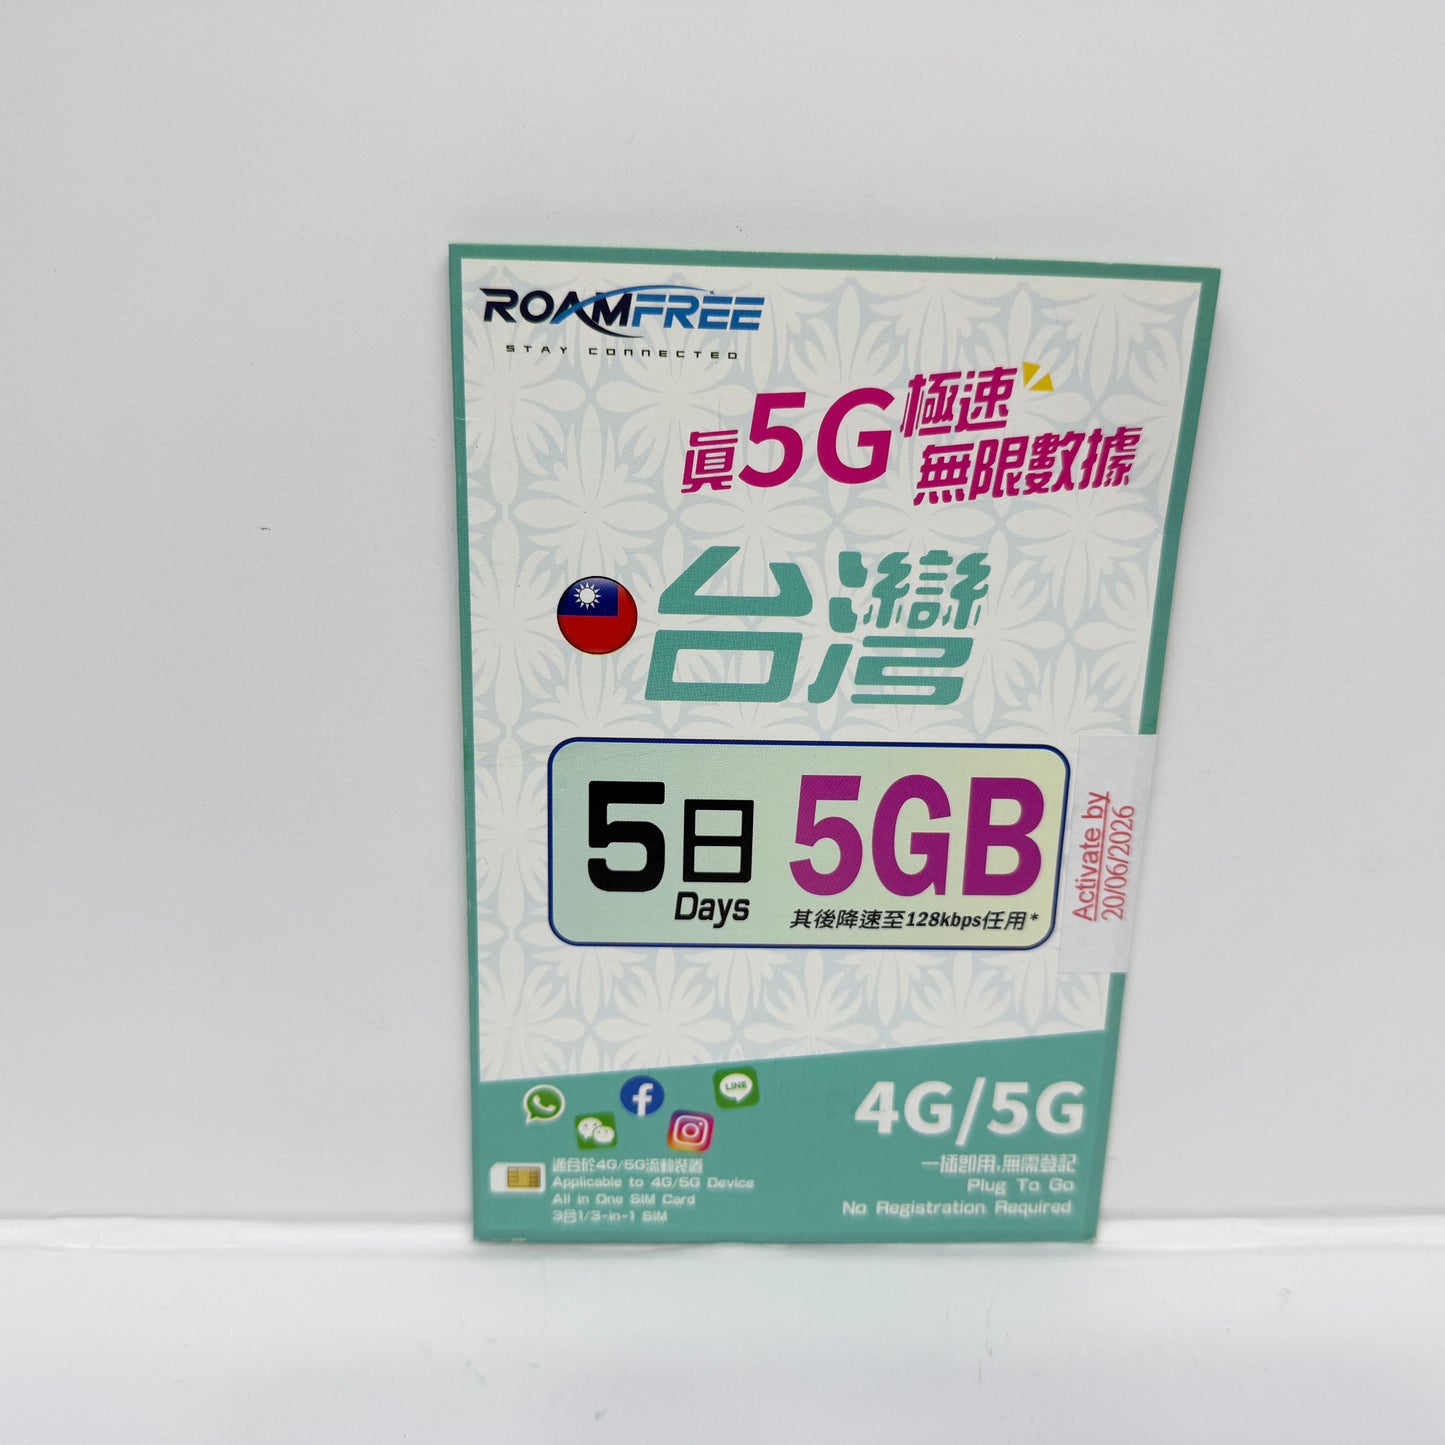 ROAMFREE
STAY CONNECTED
真5G極速
無限數據
台灣
5日
Days
5GB
其後降速至128kbps任用*
Activate by
20/06/2026
LINE
4G/5G
一插即用,無需登記
Plug To Go
No Registration Required
適合於4G/5G流動裝置
Applicable to 4G/5G Device
All in One SIM Card
3合1/3-in-1 SIM